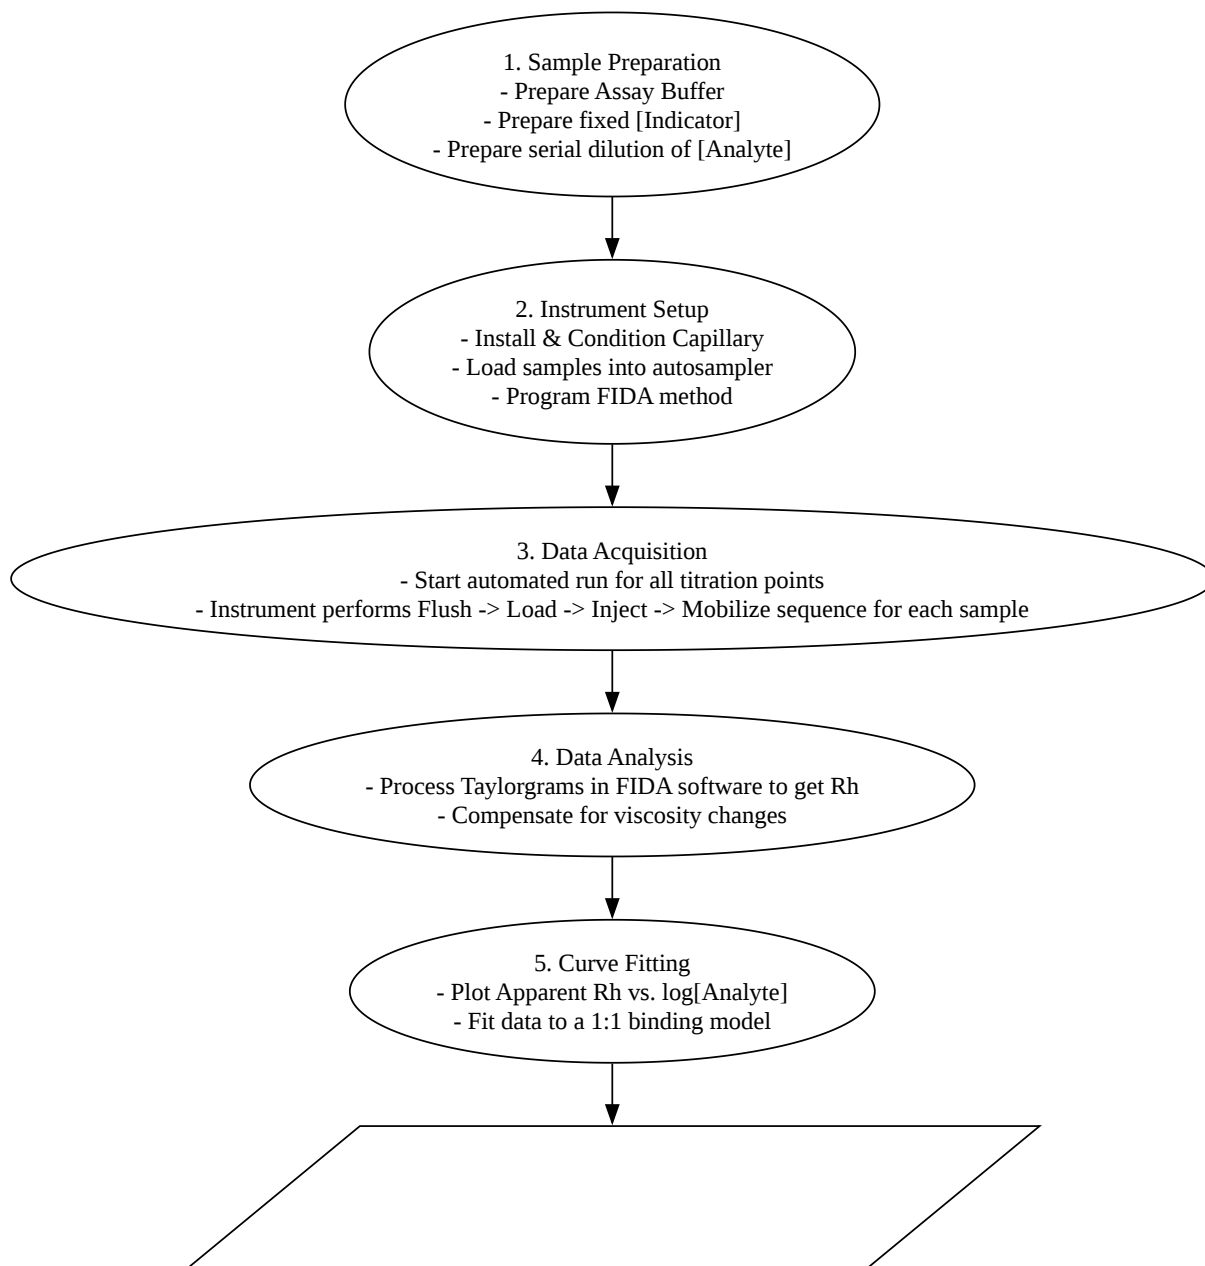 1. Sample Preparation
- Prepare Assay Buffer
- Prepare fixed [Indicator]
- Prepare serial dilution of [Analyte]
2. Instrument Setup
- Install & Condition Capillary
- Load samples into autosampler
- Program FIDA method
3. Data Acquisition
- Start automated run for all titration points
- Instrument performs Flush -> Load -> Inject -> Mobilize sequence for each sample
4. Data Analysis
- Process Taylorgrams in FIDA software to get Rh
- Compensate for viscosity changes
5. Curve Fitting
- Plot Apparent Rh vs. log[Analyte]
- Fit data to a 1:1 binding model